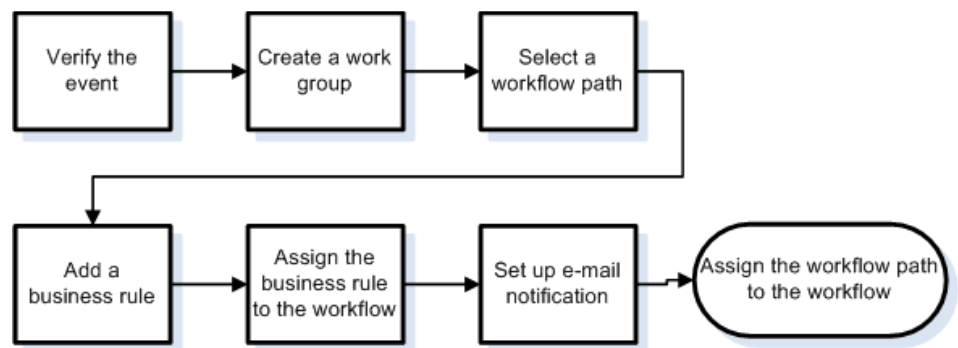 Verify the
event
Create a work
group
Select a
workflow path
Add a
business rule
Assign the
business rule
to the workflow
Set up e-mail
notification
Assign the workflow path
to the workflow